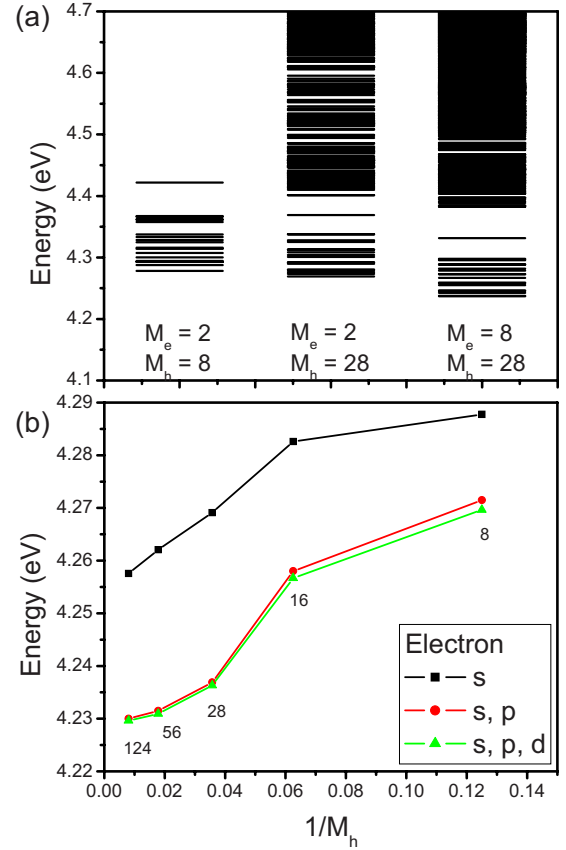 (a)
4.7
4.6
4.5
4.4
4.3
4.2
4.1
Energy (eV)
M_e = 2 M_e = 2 M_e = 8
M_h = 8 M_h = 28 M_h = 28
(b)
4.29
4.28
4.27
4.26
4.25
4.24
4.23
4.22
Energy (eV)
124 56 28 16 8
Electron
s
s, p
s, p, d
0.00 0.02 0.04 0.06 0.08 0.10 0.12 0.14
1/M_h